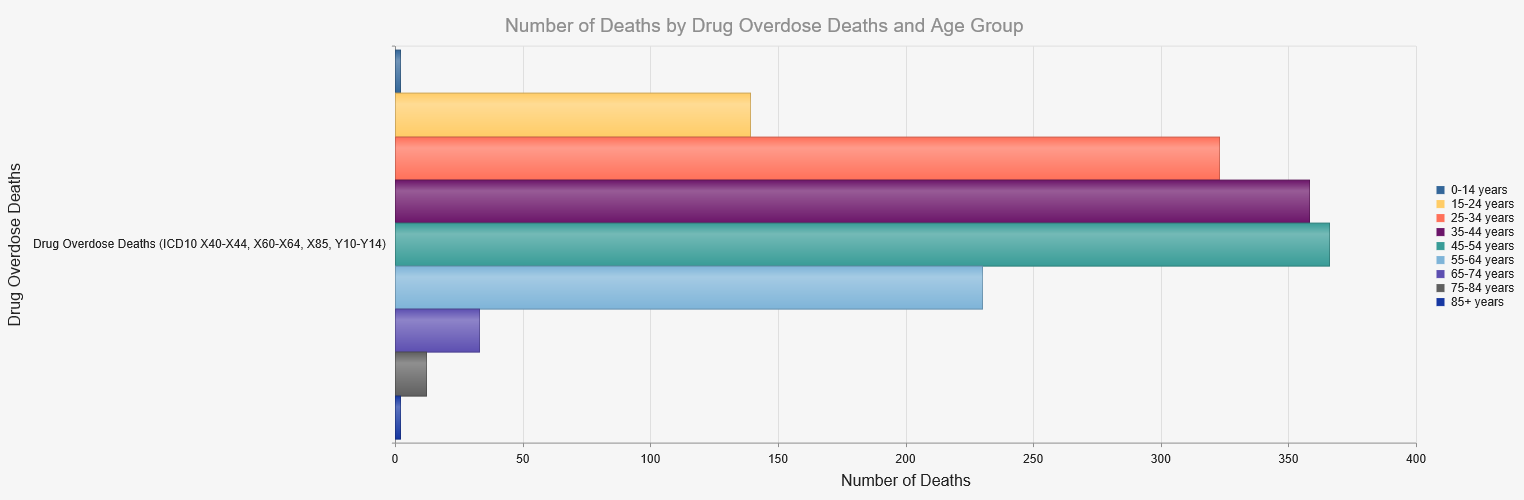 Number of Deaths by Drug Overdose Deaths and Age Group
Drug Overdose Deaths
Drug Overdose Deaths (ICD10 X40-X44, X60-X64, X85, Y10-Y14)
0-14 years
15-24 years
25-34 years
35-44 years
45-54 years
55-64 years
65-74 years
75-84 years
85+ years
0 50 100 150 200 250 300 350 400
Number of Deaths